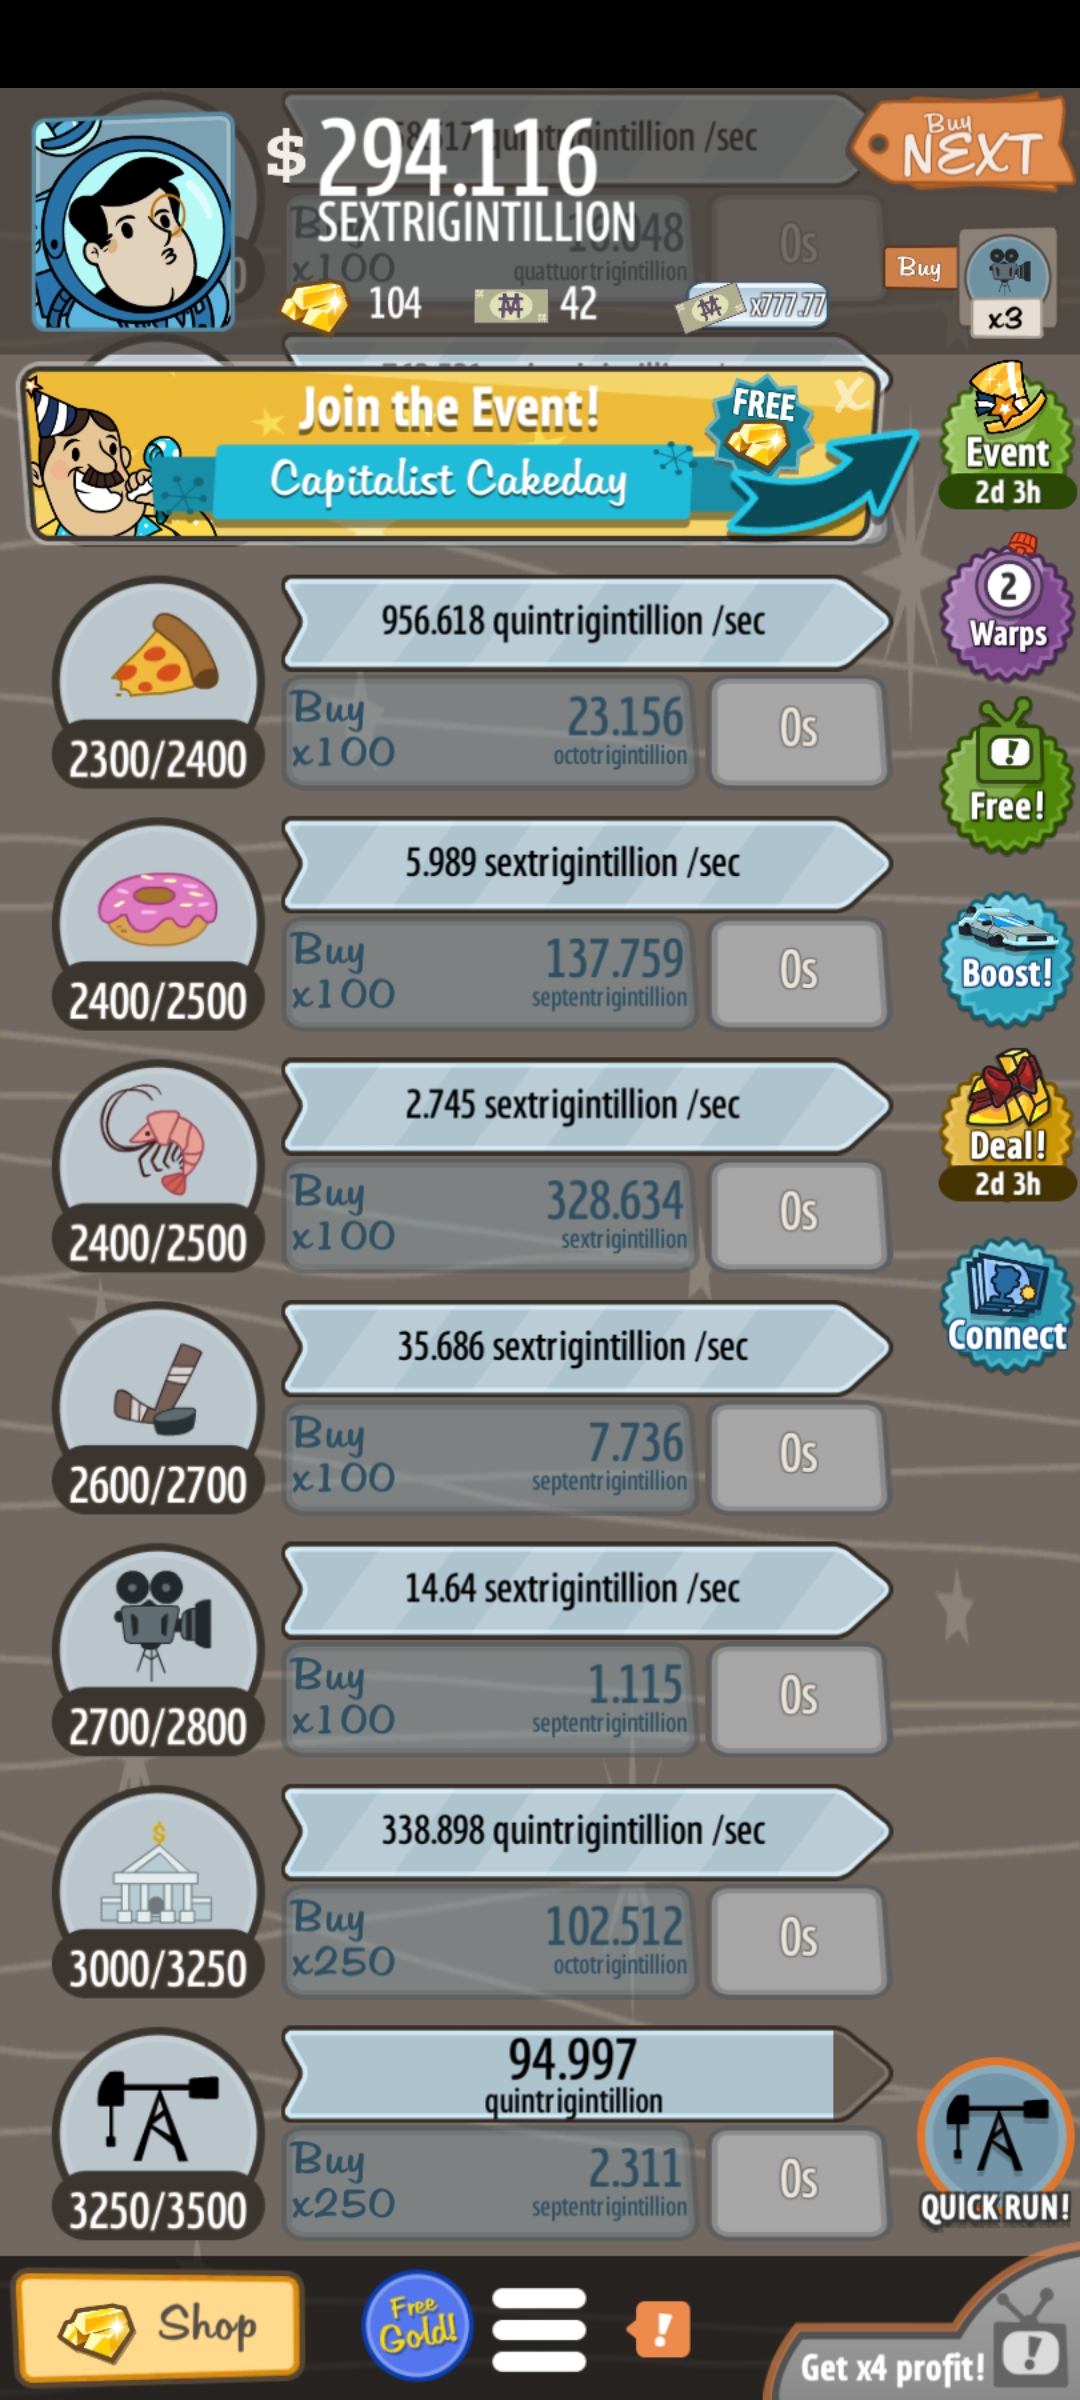 $ 294.116
SEXTRIGINTILLION
Buy
NEXT
quintrigintillion /sec
x100
quattuortrigintillion
0s
Buy
x3
104
42
x777.77
Join the Event!
FREE
X
Capitalist Cakeday
Event
2d 3h
956.618 quintrigintillion /sec
2
Warps
Buy
x100
23.156
octotrigintillion
0s
2300/2400
Free!
5.989 sextrigintillion /sec
Buy
x100
137.759
septentrigintillion
0s
2400/2500
Boost!
2.745 sextrigintillion /sec
Buy
x100
328.634
sextrigintillion
0s
2400/2500
Deal!
2d 3h
Connect
35.686 sextrigintillion /sec
Buy
x100
7.736
septentrigintillion
0s
2600/2700
14.64 sextrigintillion /sec
Buy
x100
1.115
septentrigintillion
0s
2700/2800
338.898 quintrigintillion /sec
Buy
x250
102.512
octotrigintillion
0s
3000/3250
94.997
quintrigintillion
Buy
x250
2.311
septentrigintillion
0s
3250/3500
QUICK RUN!
Shop
Free
Gold!
!
Get x4 profit!
!